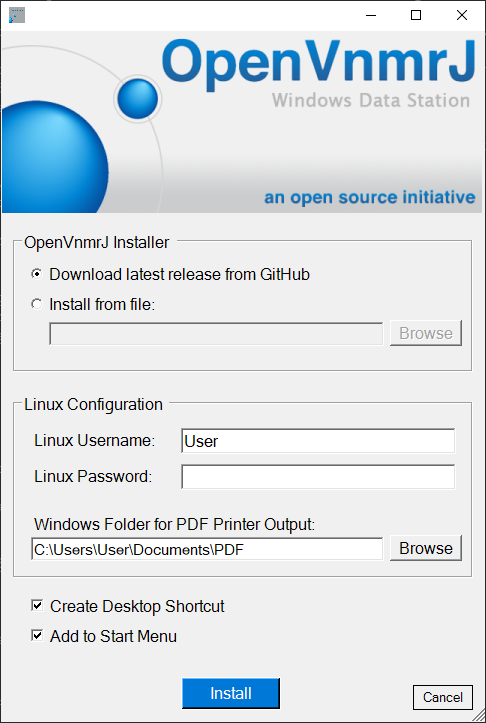 OpenVnmrJ
Windows Data Station
an open source initiative
OpenVnmrJ Installer
Download latest release from GitHub
Install from file:
Browse
Linux Configuration
Linux Username:
User
Linux Password:
Windows Folder for PDF Printer Output:
C:\Users\User\Documents\PDF
Browse
Create Desktop Shortcut
Add to Start Menu
Install
Cancel